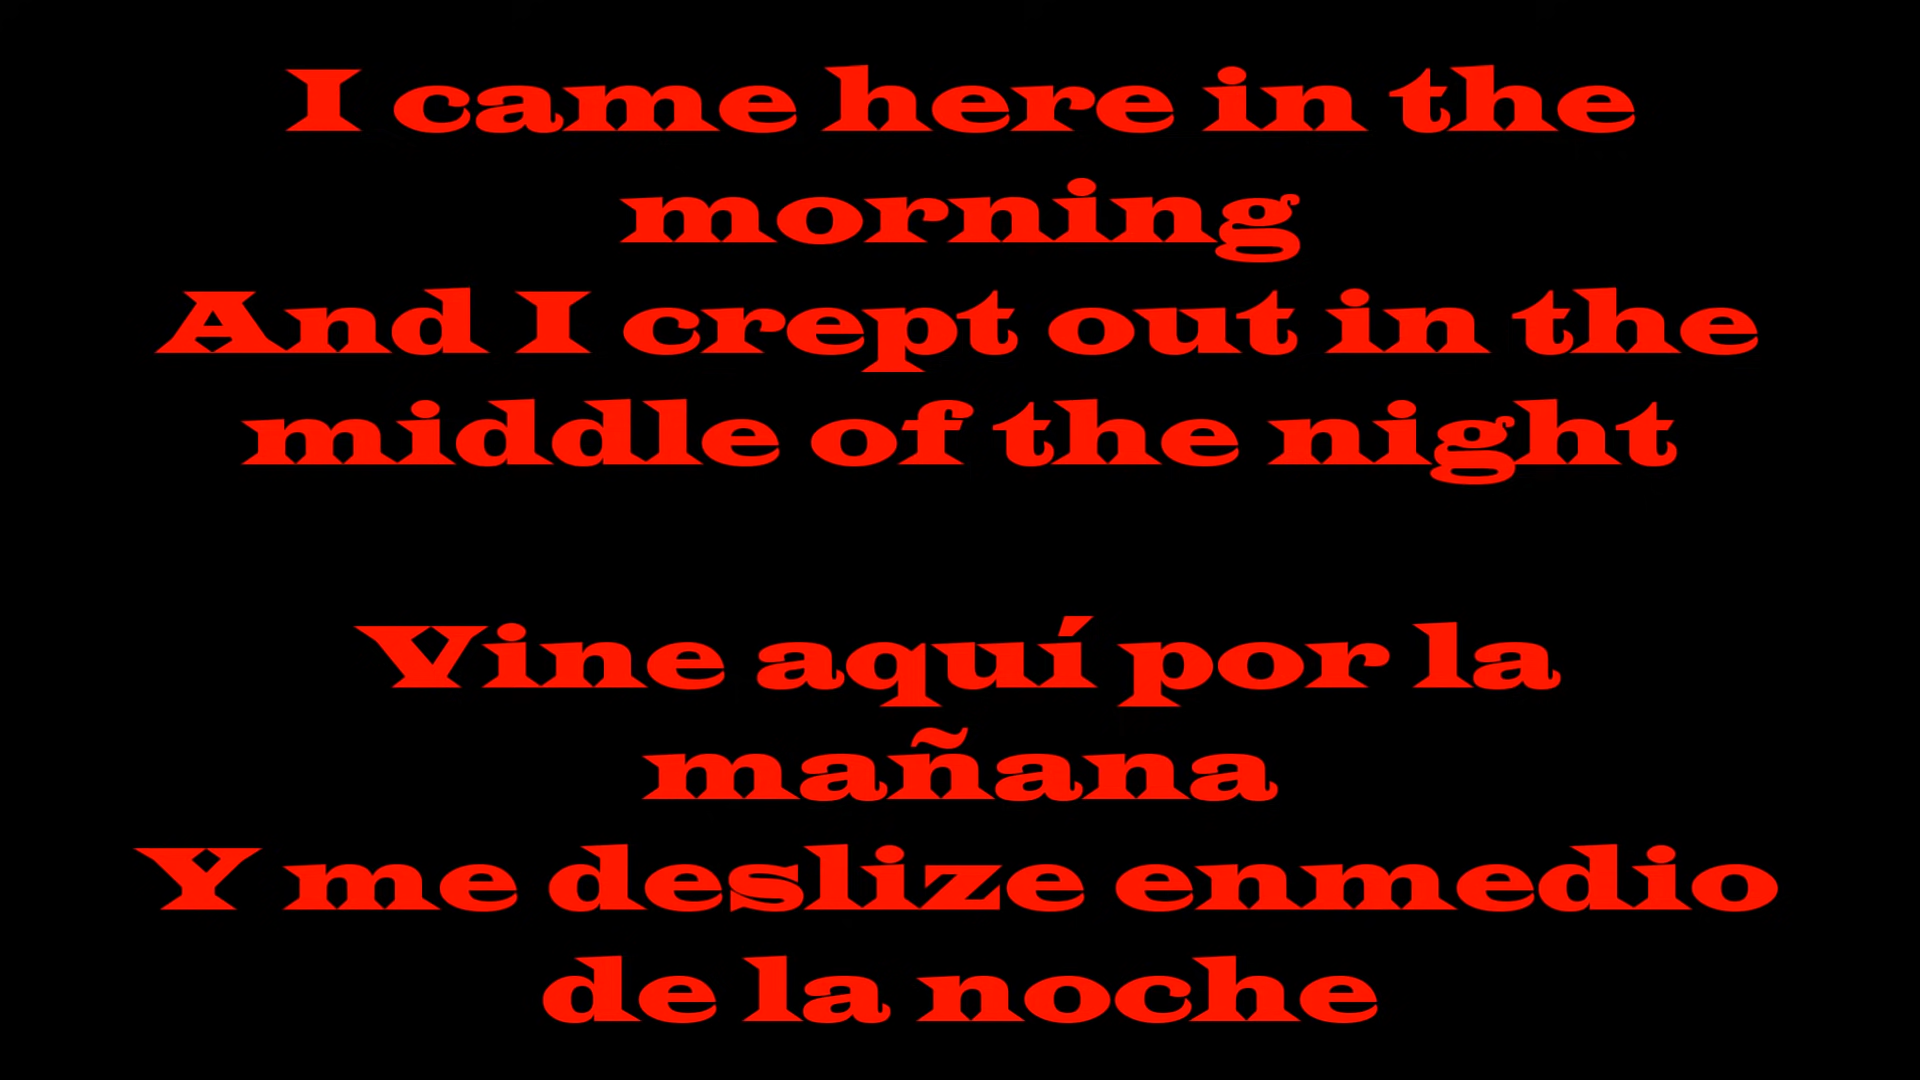 I came here in the
morning
And I crept out in the
middle of the night
Vine aquí por la
mañana
Y me deslize enmedio
de la noche